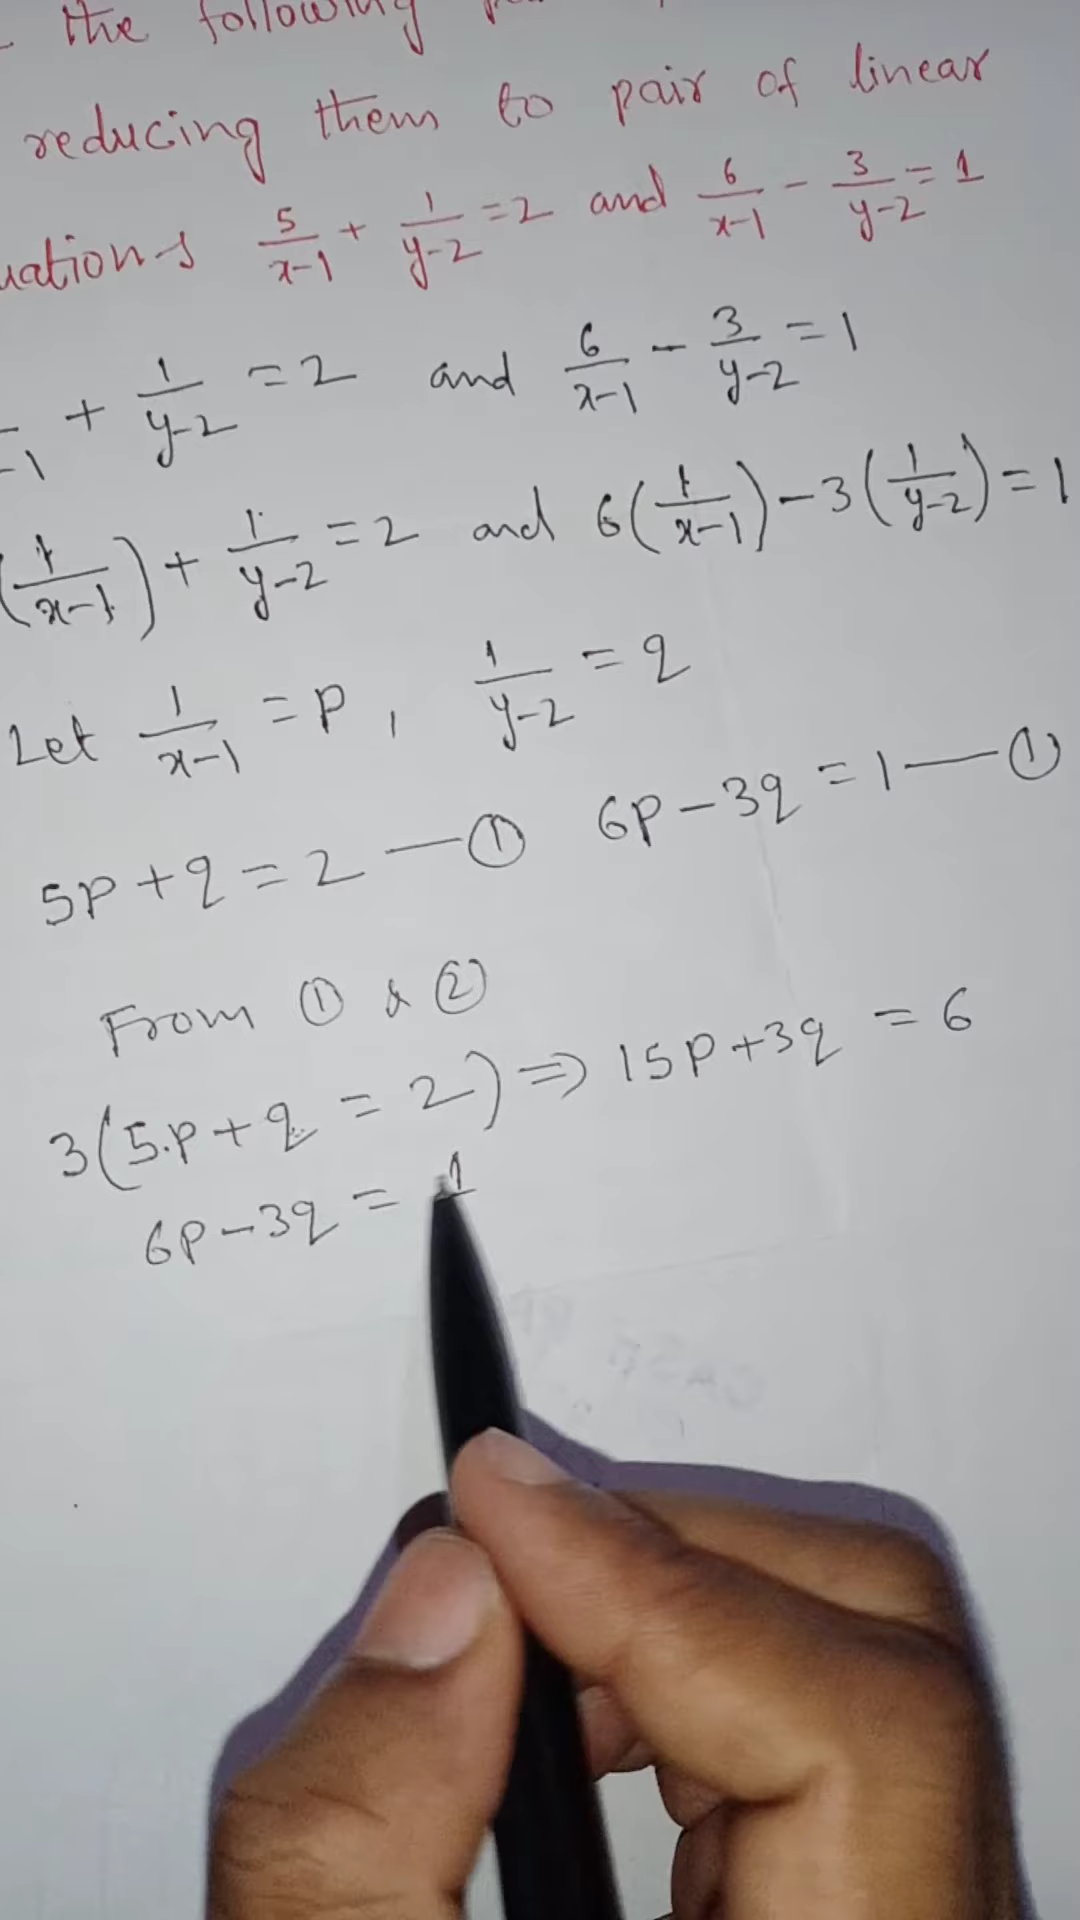 the following
reducing them to pair of linear
uations 5/x-1 + 1/y-2 = 2 and 6/x-1 - 3/y-2 = 1
-1 + 1/y-2 = 2 and 6/x-1 - 3/y-2 = 1
(1/x-1) + 1/y-2 = 2 and 6(1/x-1) - 3(1/y-2) = 1
Let 1/x-1 = p, 1/y-2 = q
5p + q = 2 — ① 6p - 3q = 1 — ①
From ① & ②
3(5.p + q = 2) ⇒ 15p + 3q = 6
6p - 3q = 1